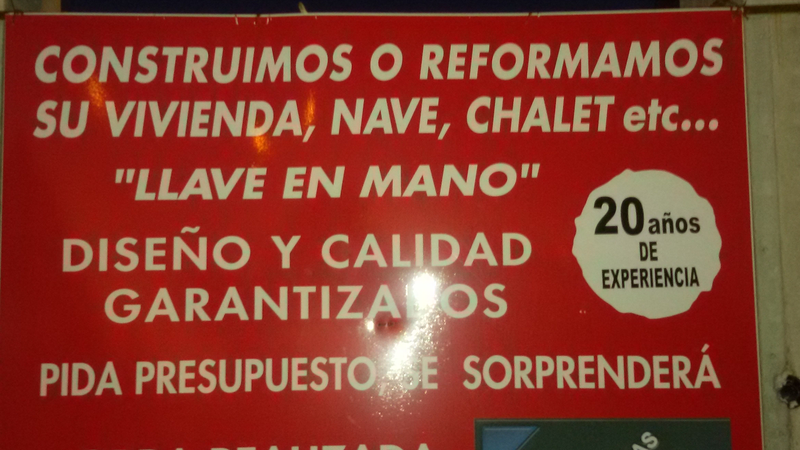 CONSTRUIMOS O REFORMAMOS
SU VIVIENDA, NAVE, CHALET etc...
"LLAVE EN MANO"
DISEÑO Y CALIDAD
GARANTIZADOS
20 años
DE
EXPERIENCIA
PIDA PRESUPUESTO, SE SORPRENDERÁ
REALIZADA